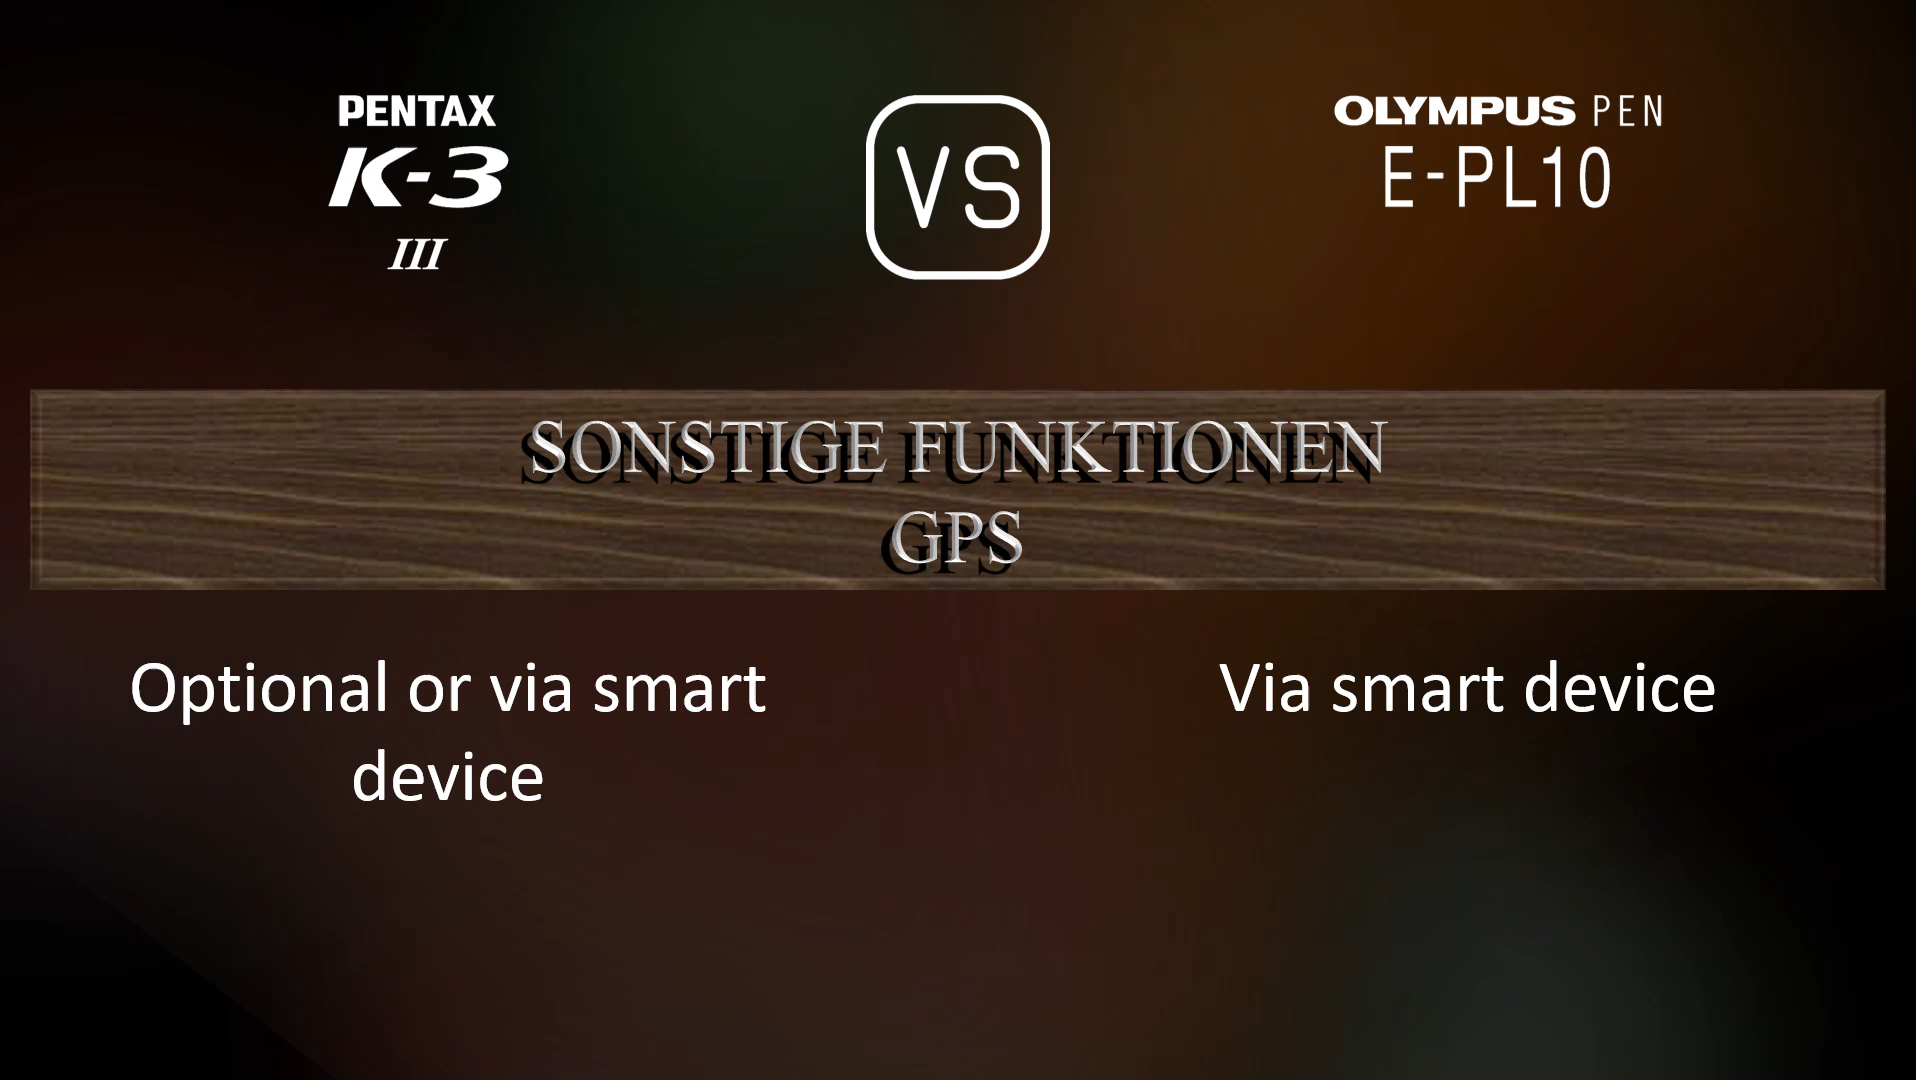 PENTAX
K-3
III
VS
OLYMPUS PEN
E-PL10
SONSTIGE FUNKTIONEN
GPS
Optional or via smart
device
Via smart device